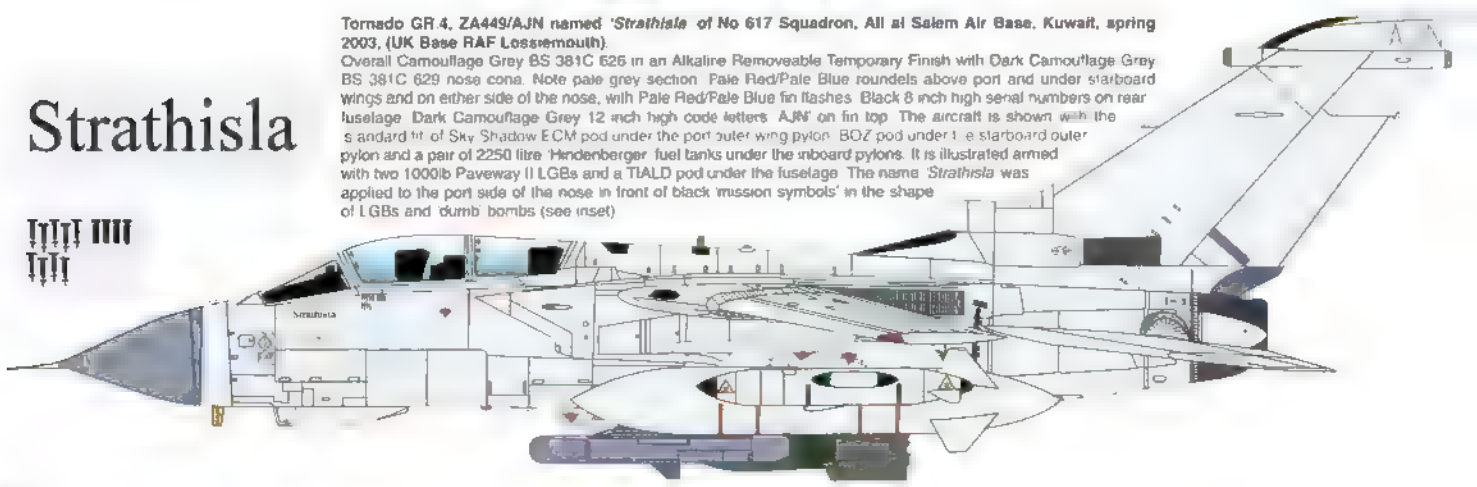 Tornado GR.4, ZA449/AJN named 'Strathisla' of No 617 Squadron, Ali al Salem Air Base, Kuwait, spring
2003, (UK Base RAF Lossiemouth).
Overall Camouflage Grey BS 381C 626 in an Alkaline Removeable Temporary Finish with Dark Camouflage Grey
BS 381C 629 nose cone. Note pale grey section. Pale Red/Pale Blue roundels above port and under starboard
wings and on either side of the nose, with Pale Red/Pale Blue fin flashes. Black 8 inch high serial numbers on rear
fuselage. Dark Camouflage Grey 12 inch high code letters 'AJN' on fin top. The aircraft is shown with the
standard fit of Sky Shadow ECM pod under the port outer wing pylon. BOZ pod under the starboard outer
pylon and a pair of 2250 litre 'Hindenberger' fuel tanks under the inboard pylons. It is illustrated armed
with two 1000lb Paveway II LGBs and a TIALD pod under the fuselage. The name 'Strathisla' was
applied to the port side of the nose in front of black 'mission symbols' in the shape
of LGBs and 'dumb' bombs (see inset)
Strathisla
Strathisla